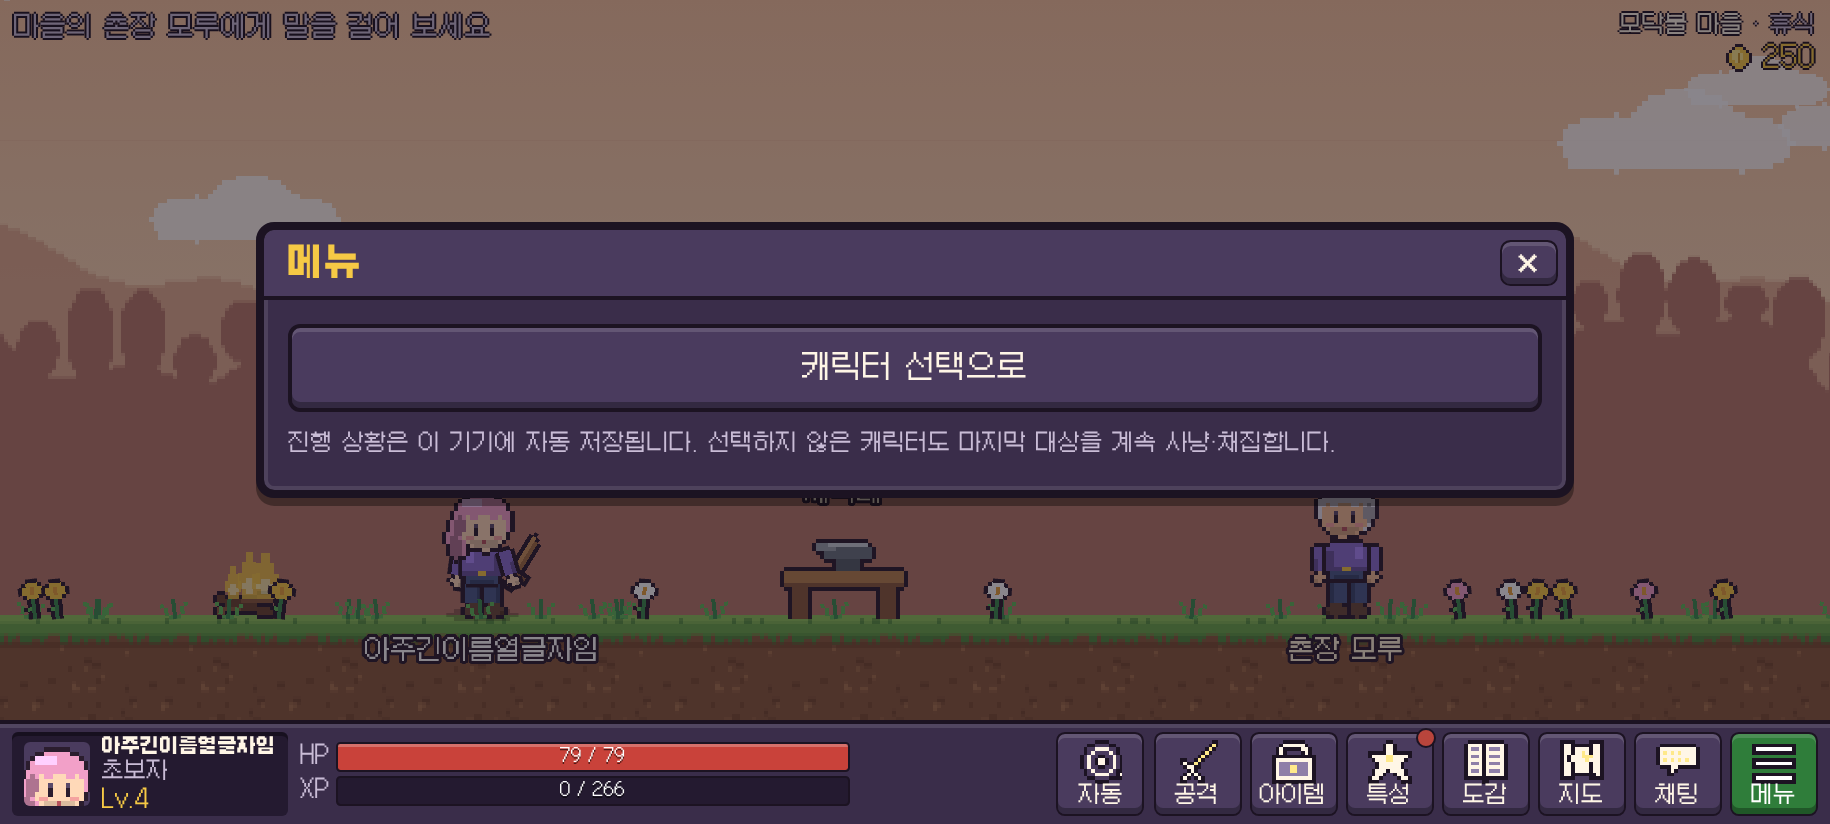 마을의 촌장 모루에게 말을 걸어 보세요
모닥불 마을 · 휴식
250
메뉴
캐릭터 선택으로
진행 상황은 이 기기에 자동 저장됩니다. 선택하지 않은 캐릭터도 마지막 대상을 계속 사냥·채집합니다.
아주긴이름열글자임
촌장 모루
아주긴이름열글자임
초보자
Lv.4
HP
79 / 79
XP
0 / 266
자동
공격
아이템
특성
도감
지도
채팅
메뉴